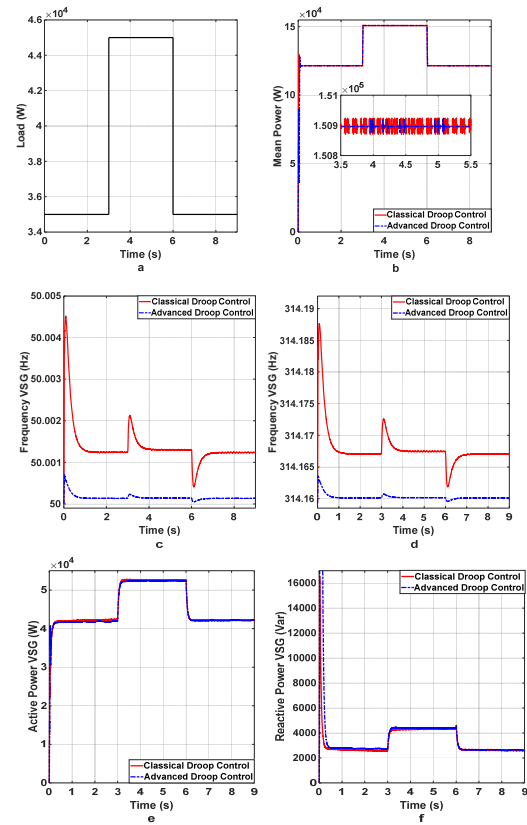 ×10⁴
4.6
4.4
4.2
4
3.8
3.6
3.4
Load (W)
0 2 4 6 8
Time (s)
a
×10⁴
15
10
5
0
Mean Power (W)
1.51 ×10⁵
1.509
1.508
3.5 4 4.5 5 5.5
Classical Droop Control
Advanced Droop Control
0 2 4 6 8
Time (s)
b
50.005
50.004
50.003
50.002
50.001
50
Frequency VSG (Hz)
Classical Droop Control
Advanced Droop Control
0 2 4 6 8
Time (s)
c
314.19
314.185
314.18
314.175
314.17
314.165
314.16
Frequency VSG (Hz)
Classical Droop Control
Advanced Droop Control
0 1 2 3 4 5 6 7 8 9
Time (s)
d
×10⁴
5
4
3
2
1
0
Active Power VSG (W)
Classical Droop Control
Advanced Droop Control
0 1 2 3 4 5 6 7 8 9
Time (s)
e
16000
14000
12000
10000
8000
6000
4000
2000
0
Reactive Power VSG (Var)
Classical Droop Control
Advanced Droop Control
0 1 2 3 4 5 6 7 8 9
Time (s)
f